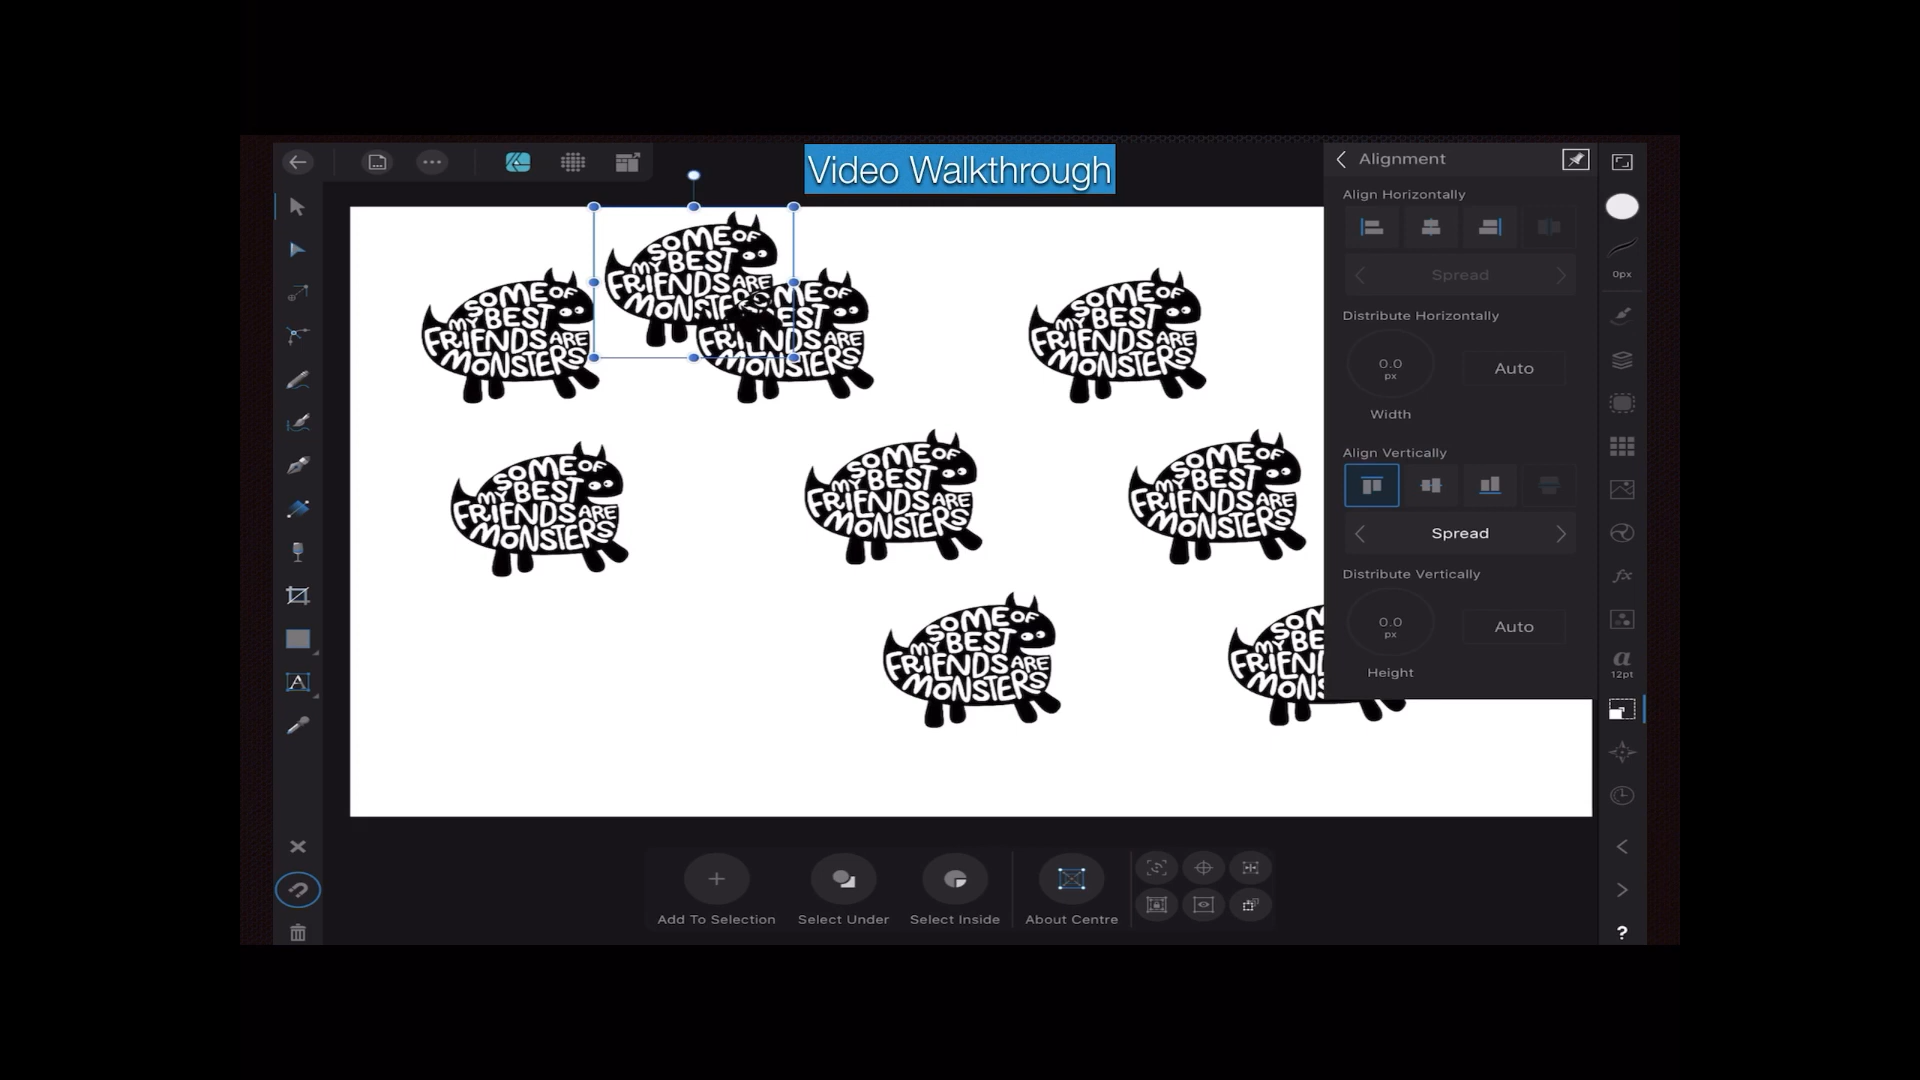 Video Walkthrough
Alignment
Align Horizontally
Spread
Distribute Horizontally
0.0
px
Auto
Width
Align Vertically
Spread
Distribute Vertically
0.0
px
Auto
Height
0px
fx
a
12pt
?
A
SOME OF
MY BEST
FRIENDS ARE
MONSTERS
SOME OF
MY BEST
FRIENDS ARE
SOME OF
MY BEST
FRIENDS ARE
MONSTERS
SOME OF
MY BEST
FRIENDS ARE
MONSTERS
SOME OF
MY BEST
FRIENDS ARE
MONSTERS
SOME OF
MY BEST
FRIENDS ARE
MONSTERS
SOME OF
MY BEST
FRIENDS ARE
MONSTERS
Add To Selection
Select Under
Select Inside
About Centre